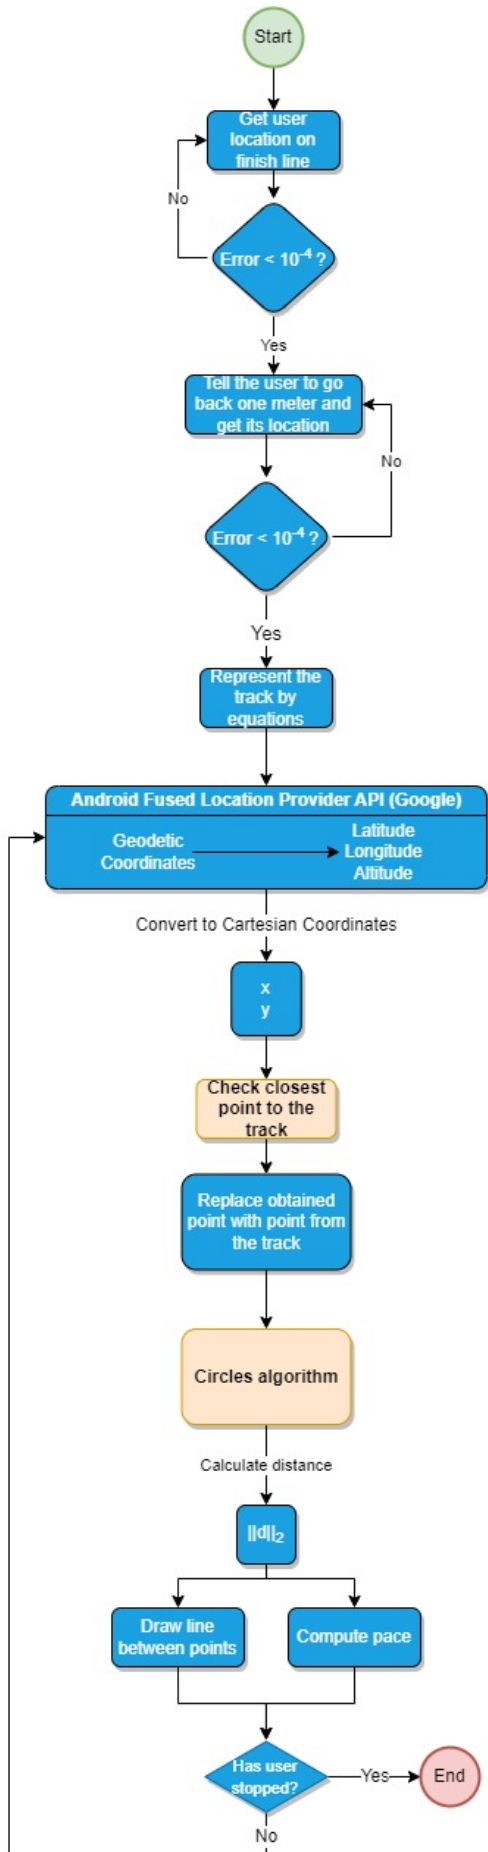 Start
Get user
location on
finish line
No
Error < 10⁻⁴ ?
Yes
Tell the user to go
back one meter and
get its location
No
Error < 10⁻⁴ ?
Yes
Represent the
track by
equations
Android Fused Location Provider API (Google)
Geodetic
Coordinates
Latitude
Longitude
Altitude
Convert to Cartesian Coordinates
x
y
Check closest
point to the
track
Replace obtained
point with point from
the track
Circles algorithm
Calculate distance
||d||₂
Draw line
between points
Compute pace
Has user
stopped?
Yes
End
No